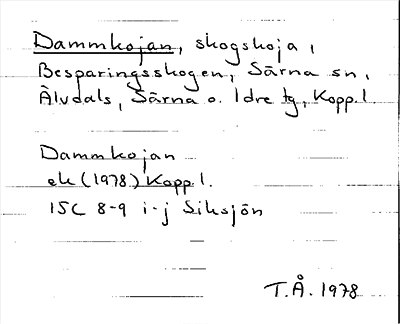 Dammkojan, skogskoja,
Besparingsskogen, Särna sn,
Älvdals, Särna o. Idre tg, Kopp. l.
Dammkojan
ek (1978) Kopp. l.
15C 8-9 i-j Siksjön
T.Å. 1978